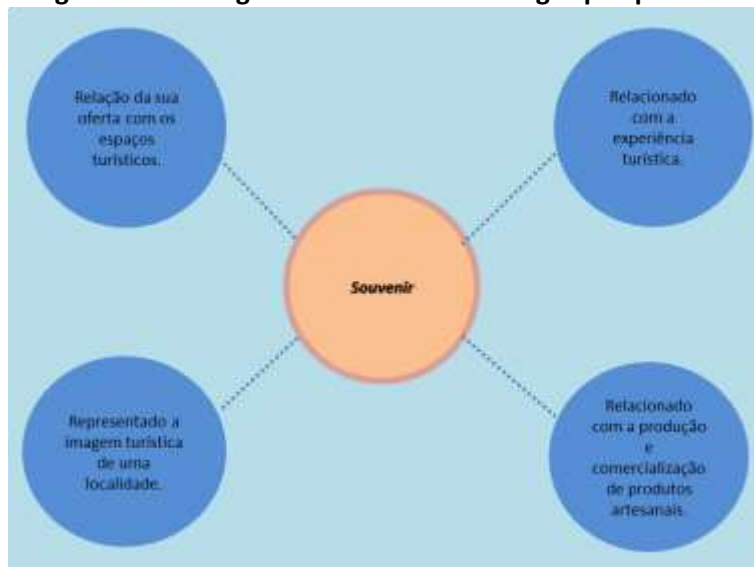 Relação da sua
oferta com os
espaços
turísticos.
Relacionado
com a
experiência
turística.
Souvenir
Representado a
imagem turística
de uma
localidade.
Relacionado
com a produção
e
comercialização
de produtos
artesanais.